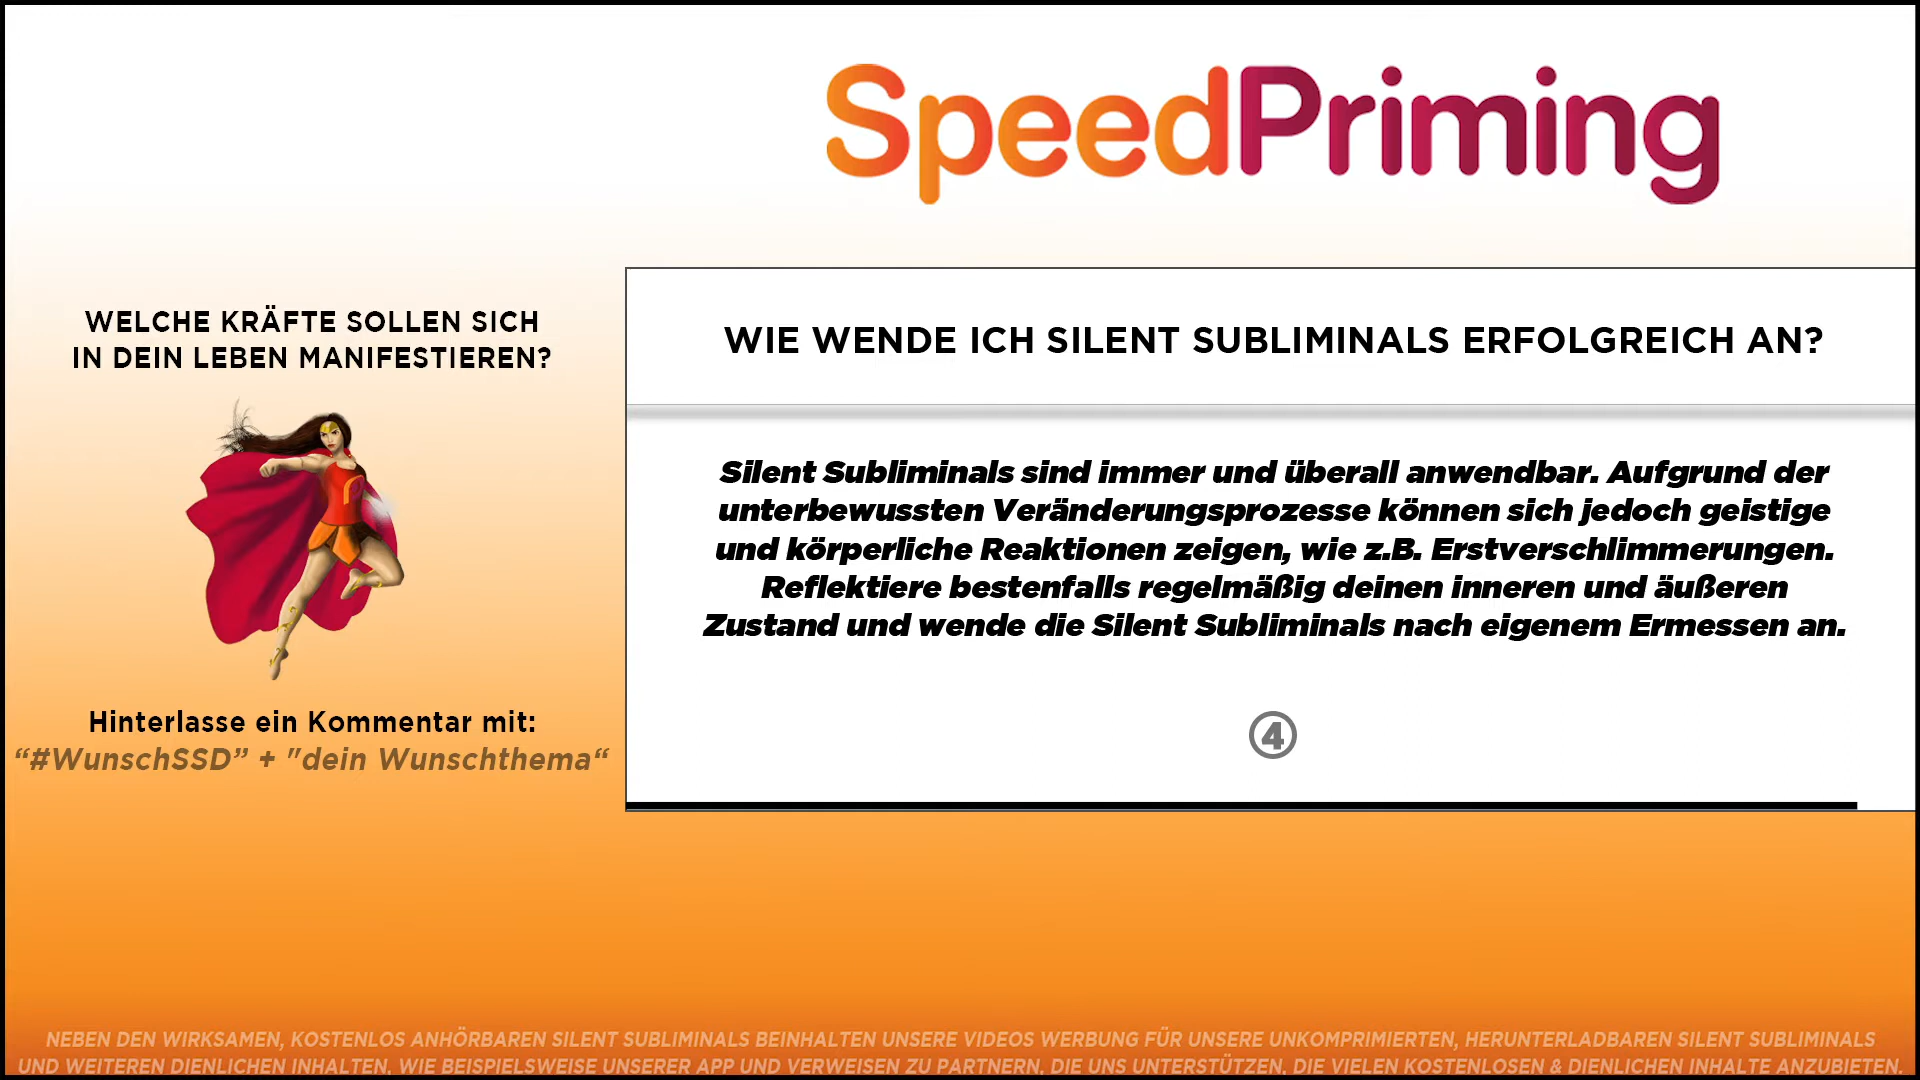 SpeedPriming
WELCHE KRÄFTE SOLLEN SICH
IN DEIN LEBEN MANIFESTIEREN?
Hinterlasse ein Kommentar mit:
“#WunschSSD” + "dein Wunschthema“
WIE WENDE ICH SILENT SUBLIMINALS ERFOLGREICH AN?
Silent Subliminals sind immer und überall anwendbar. Aufgrund der
unterbewussten Veränderungsprozesse können sich jedoch geistige
und körperliche Reaktionen zeigen, wie z.B. Erstverschlimmerungen.
Reflektiere bestenfalls regelmäßig deinen inneren und äußeren
Zustand und wende die Silent Subliminals nach eigenem Ermessen an.
④
NEBEN DEN WIRKSAMEN, KOSTENLOS ANHÖRBAREN SILENT SUBLIMINALS BEINHALTEN UNSERE VIDEOS WERBUNG FÜR UNSERE UNKOMPRIMIERTEN, HERUNTERLADBAREN SILENT SUBLIMINALS
UND WEITEREN DIENLICHEN INHALTEN, WIE BEISPIELSWEISE UNSERER APP UND VERWEISEN ZU PARTNERN, DIE UNS UNTERSTÜTZEN, DIE VIELEN KOSTENLOSEN & DIENLICHEN INHALTE ANZUBIETEN.